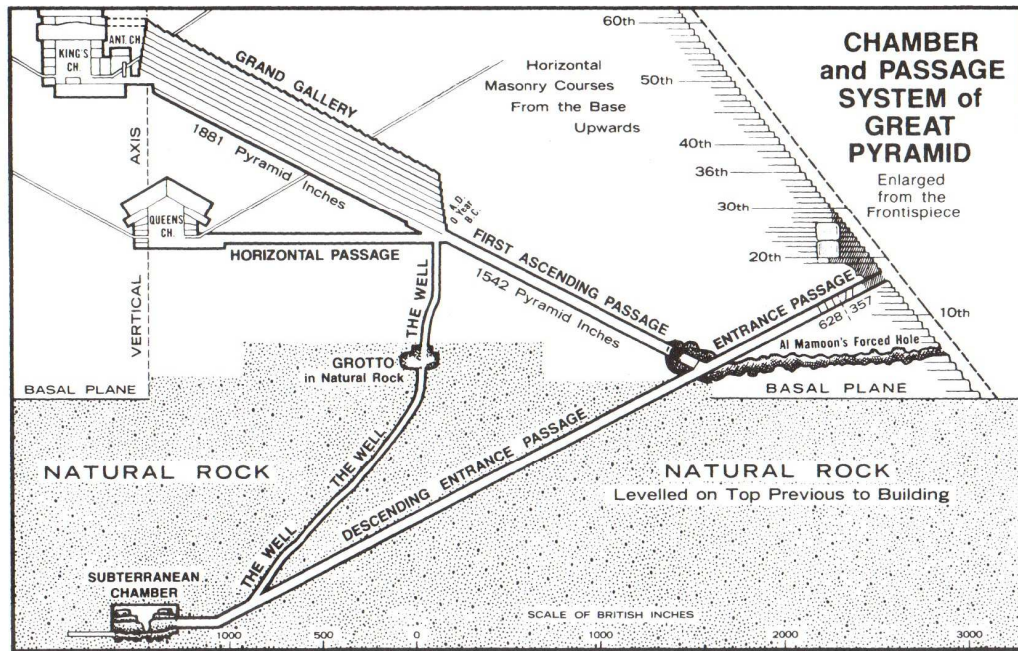 CHAMBER
and PASSAGE
SYSTEM of
GREAT
PYRAMID
Enlarged
from the
Frontispiece
60th
50th
40th
36th
30th
20th
10th
Horizontal
Masonry Courses
From the Base
Upwards
KING'S
CH.
ANT. CH.
GRAND GALLERY
1881 Pyramid Inches
VERTICAL AXIS
QUEENS
CH.
HORIZONTAL PASSAGE
A.D.
0 Year
B.C.
FIRST ASCENDING PASSAGE
1542 Pyramid Inches
ENTRANCE PASSAGE
628 357
Al Mamoon's Forced Hole
THE WELL
GROTTO
in Natural Rock
BASAL PLANE
BASAL PLANE
THE WELL
THE WELL
DESCENDING ENTRANCE PASSAGE
NATURAL ROCK
NATURAL ROCK
Levelled on Top Previous to Building
SUBTERRANEAN
CHAMBER
SCALE OF BRITISH INCHES
1000 500 0 1000 2000 3000